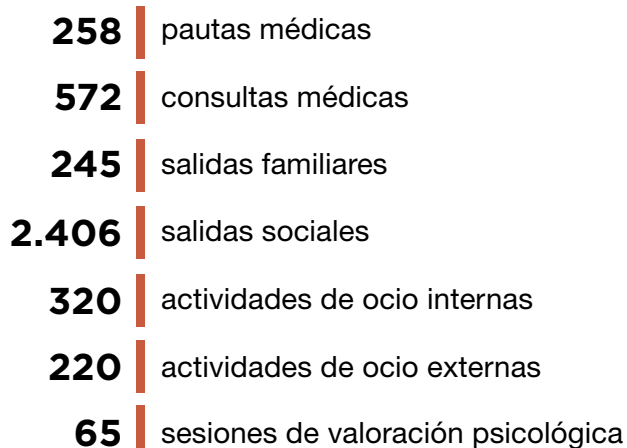 258 pautas médicas
572 consultas médicas
245 salidas familiares
2.406 salidas sociales
320 actividades de ocio internas
220 actividades de ocio externas
65 sesiones de valoración psicológica